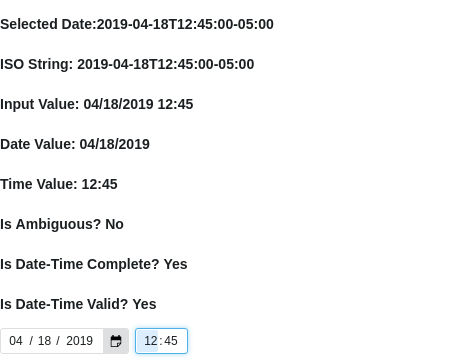 Selected Date:2019-04-18T12:45:00-05:00
ISO String: 2019-04-18T12:45:00-05:00
Input Value: 04/18/2019 12:45
Date Value: 04/18/2019
Time Value: 12:45
Is Ambiguous? No
Is Date-Time Complete? Yes
Is Date-Time Valid? Yes
04 / 18 / 2019 12:45